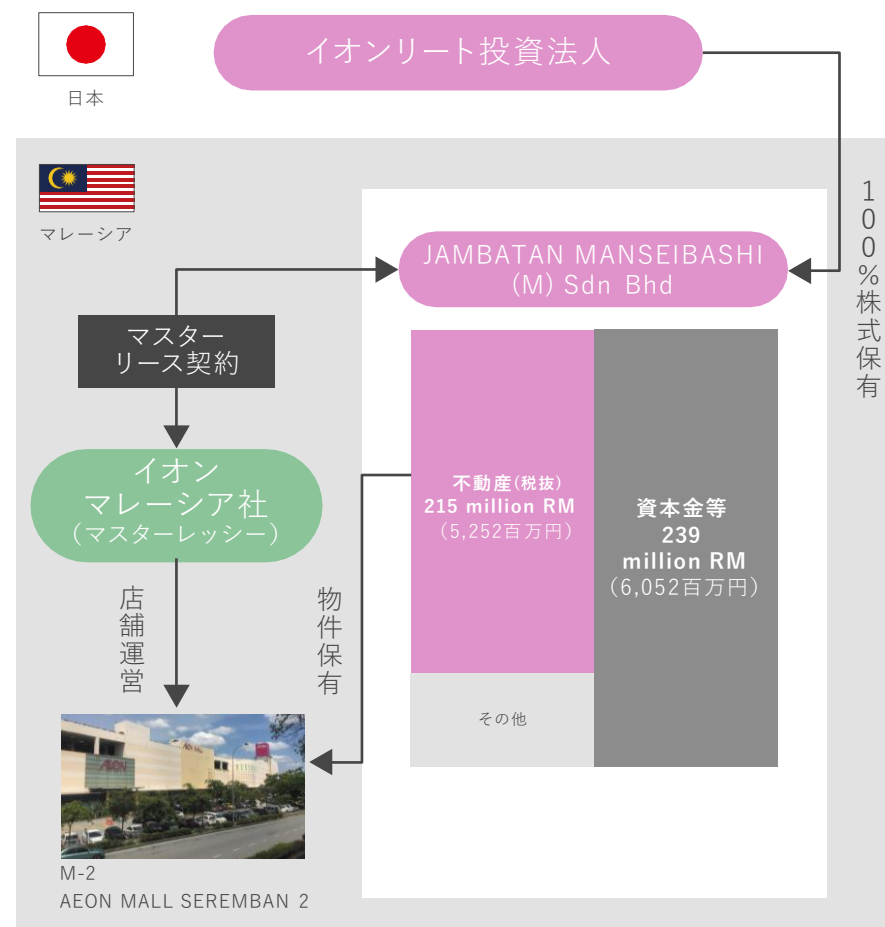 イオンリート投資法人
日本
マレーシア
100%株式保有
JAMBATAN MANSEIBASHI
(M) Sdn Bhd
マスター
リース契約
イオン
マレーシア社
(マスターレッシー)
不動産(税抜)
215 million RM
(5,252百万円)
資本金等
239
million RM
(6,052百万円)
店舗運営
物件保有
その他
AEON MALL
AEON
M-2
AEON MALL SEREMBAN 2